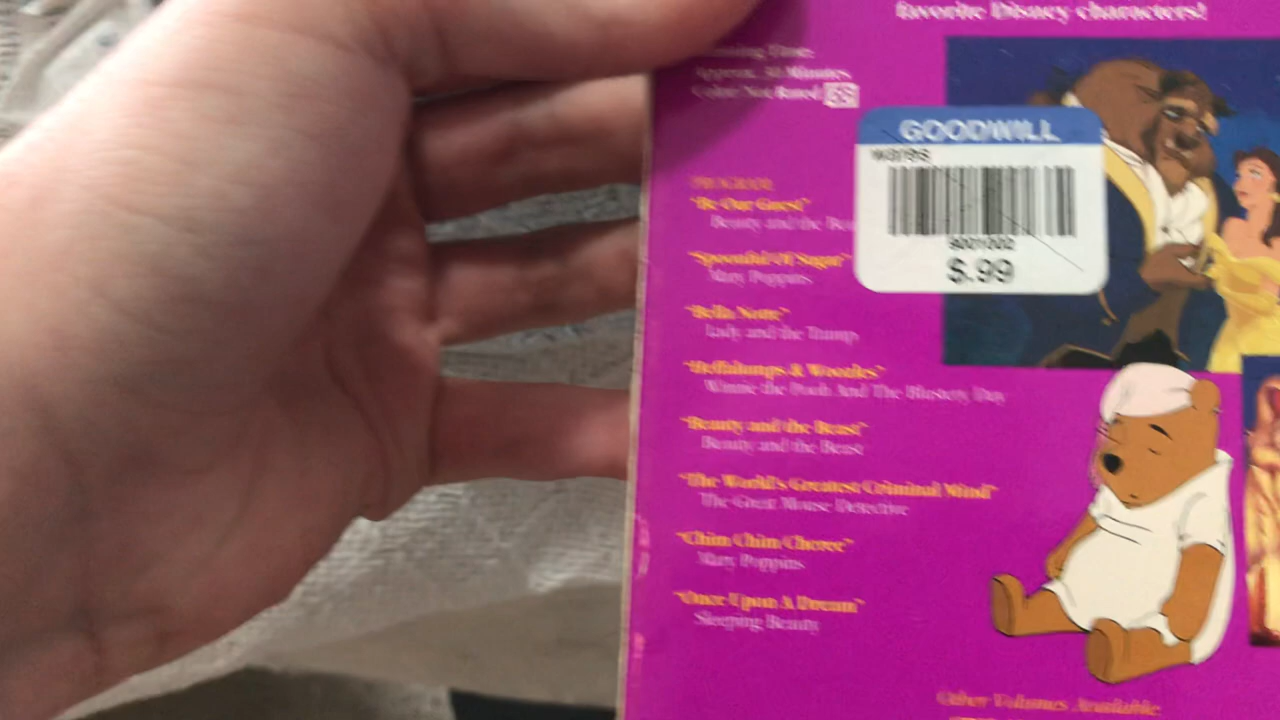 favorite Disney characters!
Running Time:
Approx. 30 Minutes
Color/Not Rated CC
GOODWILL
PROGRAM
"Be Our Guest"
Beauty and the
"Spoonful Of Sugar"
Mary Poppins
$.99
"Bella Notte"
Lady and the Tramp
"Heffalumps & Woozles"
Winnie the Pooh And The Blustery Day
"Beauty and the Beast"
Beauty and the Beast
"The World's Greatest Criminal Mind"
The Great Mouse Detective
"Chim Chim Cheree"
Mary Poppins
"Once Upon A Dream"
Sleeping Beauty
Other Volumes Available